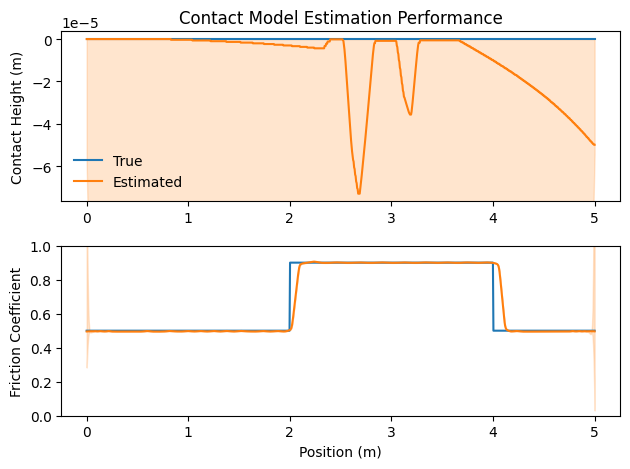 Contact Model Estimation Performance
1e−5
Contact Height (m)
0
−2
−4
−6
True
Estimated
0 1 2 3 4 5
Friction Coefficient
1.0
0.8
0.6
0.4
0.2
0.0
0 1 2 3 4 5
Position (m)